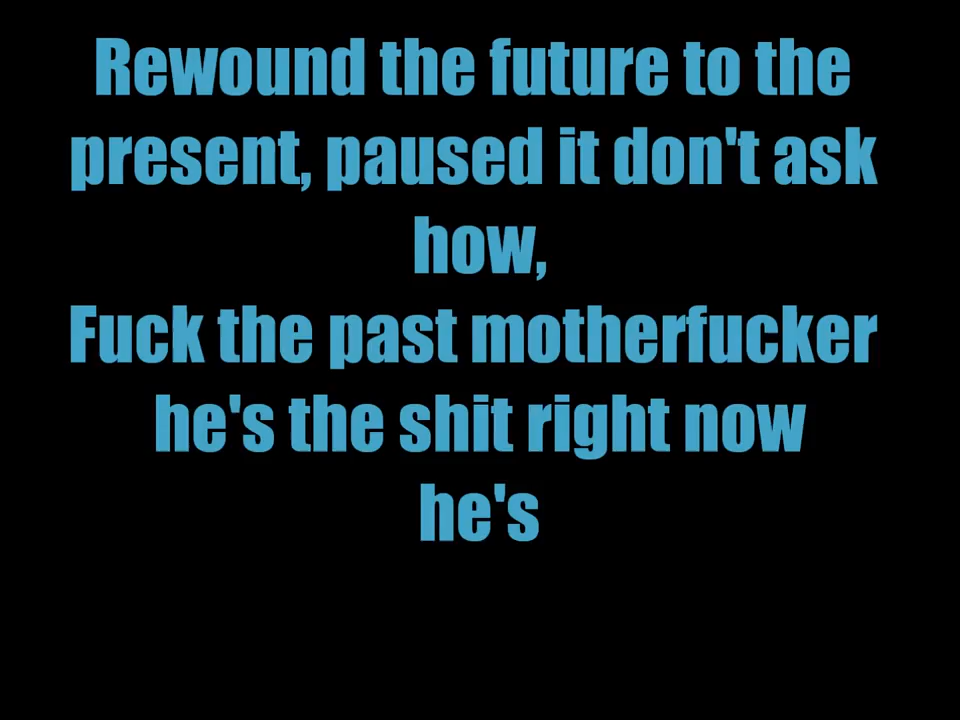 Rewound the future to the
present, paused it don't ask
how,
Fuck the past motherfucker
he's the shit right now
he's